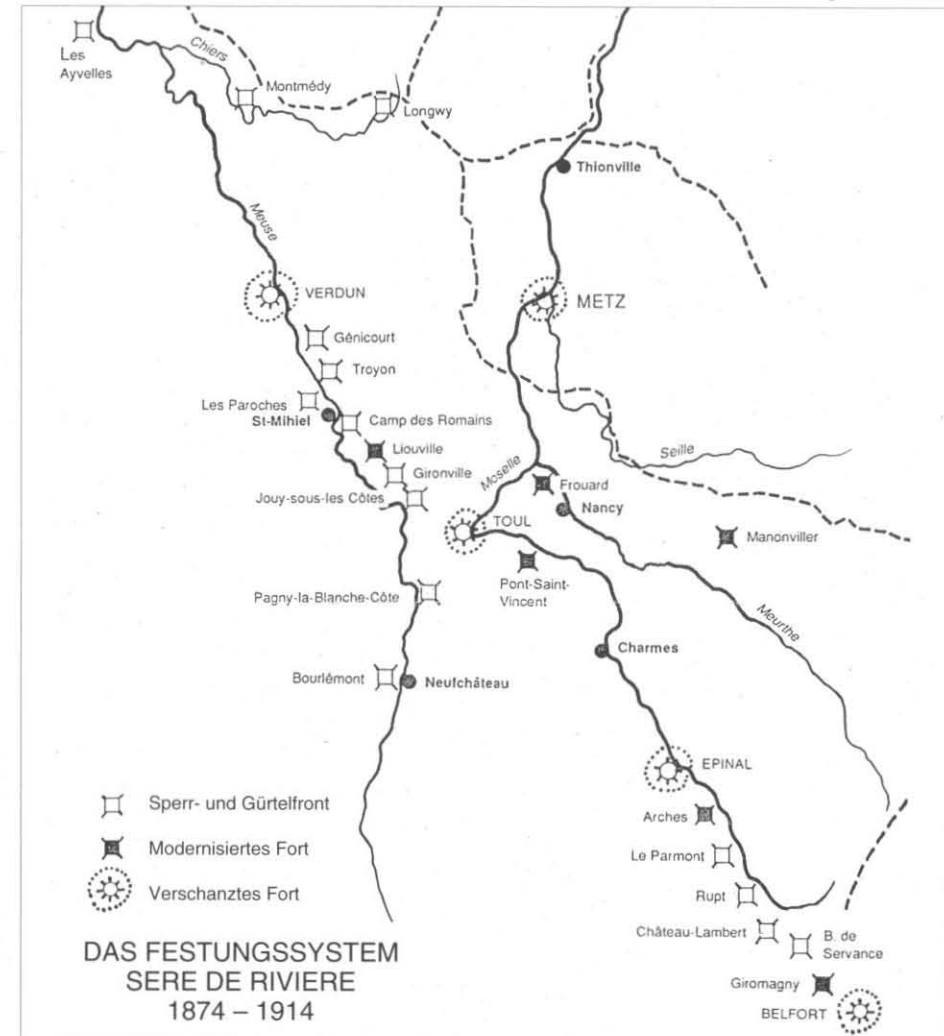 Les
Ayvelles
Chiers
Montmédy
Longwy
Thionville
Meuse
VERDUN
METZ
Génicourt
Troyon
Les Paroches
St-Mihiel
Camp des Romains
Liouville
Gironville
Jouy-sous-les Côtes
Seille
Moselle
Frouard
Nancy
TOUL
Manonviller
Pont-Saint-
Vincent
Pagny-la-Blanche-Côte
Meurthe
Charmes
Bourlémont
Neufchâteau
EPINAL
Arches
Le Parmont
Rupt
Château-Lambert
B. de
Servance
Giromagny
BELFORT
Sperr- und Gürtelfront
Modernisiertes Fort
Verschanztes Fort
DAS FESTUNGSSYSTEM
SERE DE RIVIERE
1874 – 1914